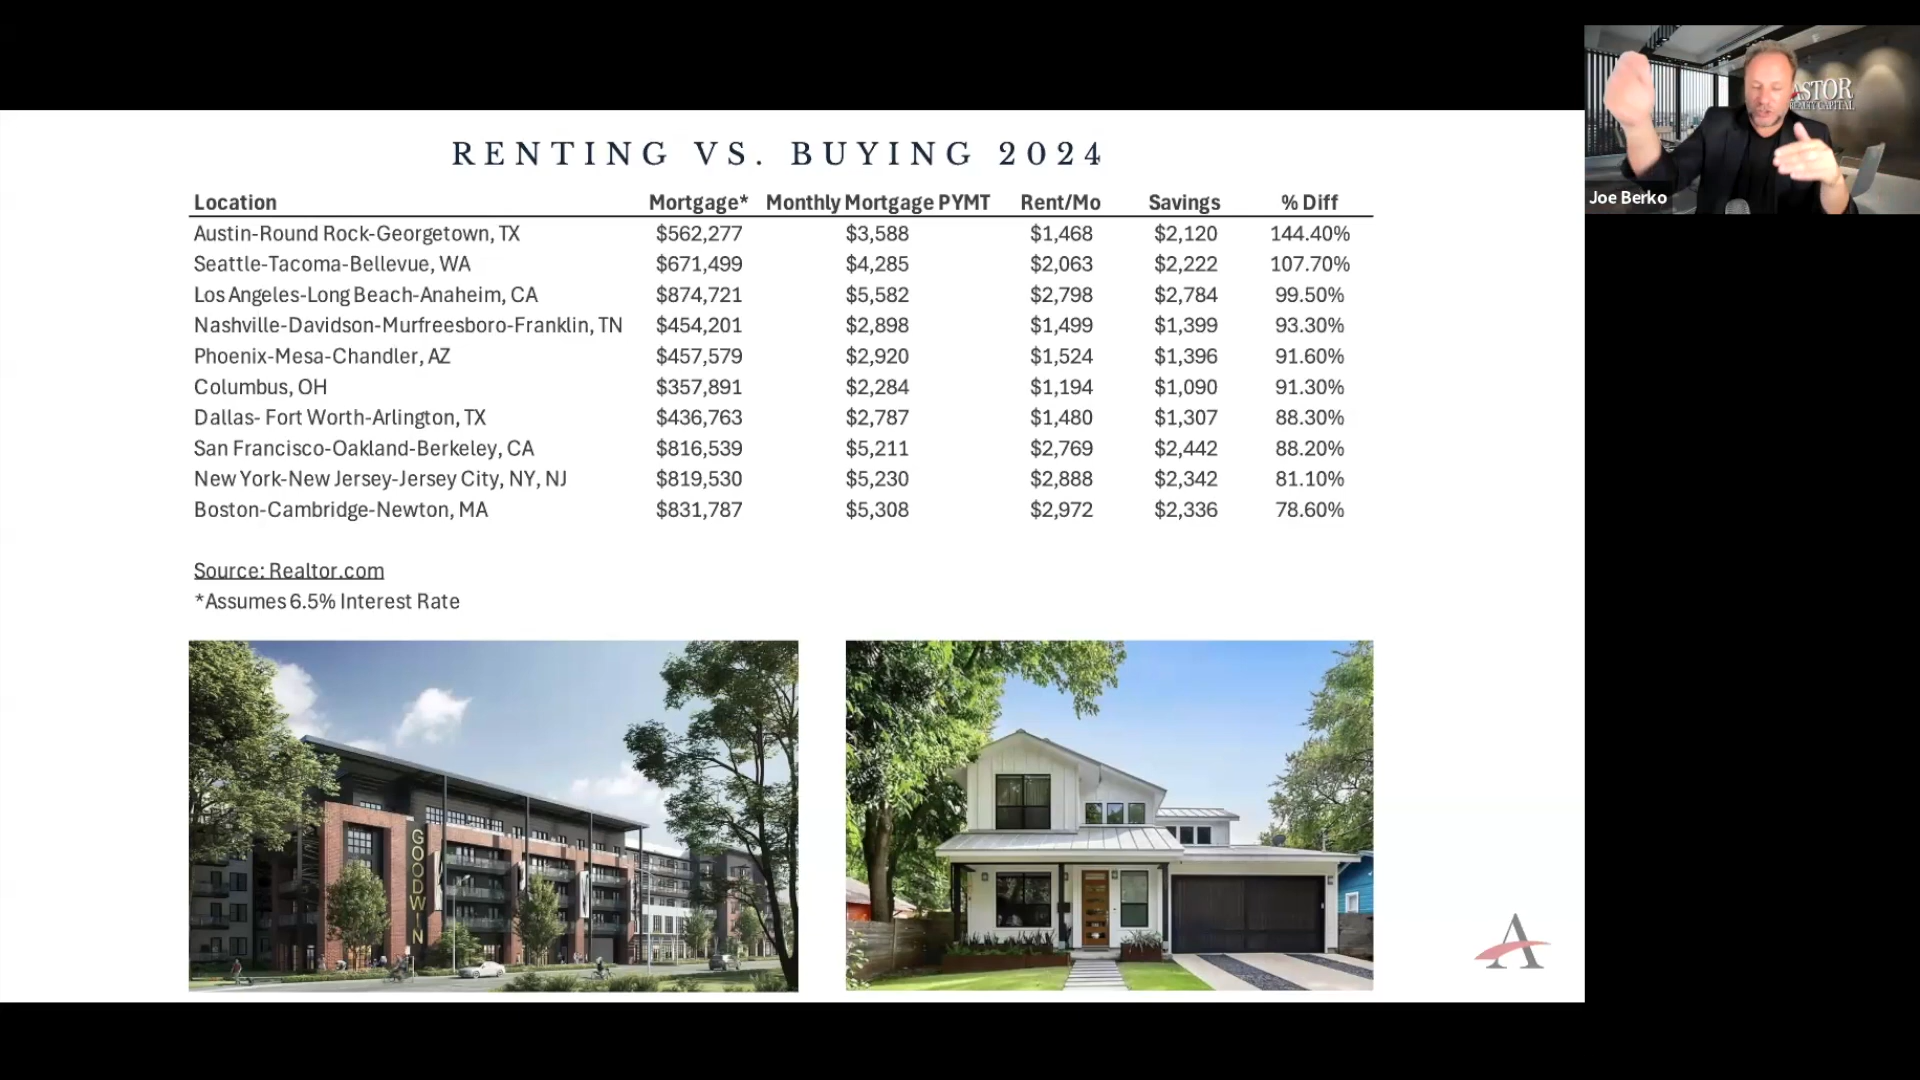 RENTING VS. BUYING 2024
Location Mortgage* Monthly Mortgage PYMT Rent/Mo Savings % Diff
Austin-Round Rock-Georgetown, TX $562,277 $3,588 $1,468 $2,120 144.40%
Seattle-Tacoma-Bellevue, WA $671,499 $4,285 $2,063 $2,222 107.70%
Los Angeles-Long Beach-Anaheim, CA $874,721 $5,582 $2,798 $2,784 99.50%
Nashville-Davidson-Murfreesboro-Franklin, TN $454,201 $2,898 $1,499 $1,399 93.30%
Phoenix-Mesa-Chandler, AZ $457,579 $2,920 $1,524 $1,396 91.60%
Columbus, OH $357,891 $2,284 $1,194 $1,090 91.30%
Dallas- Fort Worth-Arlington, TX $436,763 $2,787 $1,480 $1,307 88.30%
San Francisco-Oakland-Berkeley, CA $816,539 $5,211 $2,769 $2,442 88.20%
New York-New Jersey-Jersey City, NY, NJ $819,530 $5,230 $2,888 $2,342 81.10%
Boston-Cambridge-Newton, MA $831,787 $5,308 $2,972 $2,336 78.60%
Source: Realtor.com
*Assumes 6.5% Interest Rate
GOODWIN
A
ASTOR
REALTY CAPITAL
Joe Berko